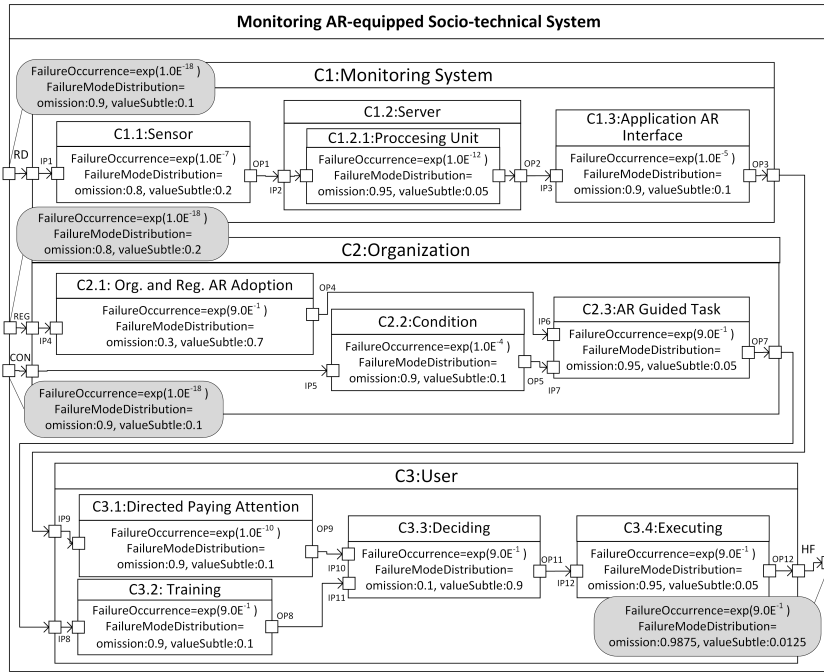 Monitoring AR-equipped Socio-technical System
FailureOccurrence=exp(1.0E⁻¹⁸ )
FailureModeDistribution=
omission:0.9, valueSubtle:0.1
C1:Monitoring System
RD
IP1
C1.1:Sensor
FailureOccurrence=exp(1.0E⁻⁷ )
FailureModeDistribution=
omission:0.8, valueSubtle:0.2
OP1
IP2
C1.2:Server
C1.2.1:Proccesing Unit
FailureOccurrence=exp(1.0E⁻¹² )
FailureModeDistribution=
omission:0.95, valueSubtle:0.05
OP2
IP3
C1.3:Application AR
Interface
FailureOccurrence=exp(1.0E⁻⁵ )
FailureModeDistribution=
omission:0.9, valueSubtle:0.1
OP3
FailureOccurrence=exp(1.0E⁻¹⁸ )
FailureModeDistribution=
omission:0.8, valueSubtle:0.2
C2:Organization
REG
IP4
C2.1: Org. and Reg. AR Adoption
FailureOccurrence=exp(9.0E⁻¹ )
FailureModeDistribution=
omission:0.3, valueSubtle:0.7
OP4
CON
IP5
C2.2:Condition
FailureOccurrence=exp(1.0E⁻⁴ )
FailureModeDistribution=
omission:0.9, valueSubtle:0.1
OP5
IP6
IP7
C2.3:AR Guided Task
FailureOccurrence=exp(9.0E⁻¹ )
FailureModeDistribution=
omission:0.95, valueSubtle:0.05
OP7
FailureOccurrence=exp(1.0E⁻¹⁸ )
FailureModeDistribution=
omission:0.9, valueSubtle:0.1
C3:User
IP9
C3.1:Directed Paying Attention
FailureOccurrence=exp(1.0E⁻¹⁰ )
FailureModeDistribution=
omission:0.9, valueSubtle:0.1
OP9
IP8
C3.2: Training
FailureOccurrence=exp(9.0E⁻¹ )
FailureModeDistribution=
omission:0.9, valueSubtle:0.1
OP8
IP10
IP11
C3.3:Deciding
FailureOccurrence=exp(9.0E⁻¹ )
FailureModeDistribution=
omission:0.1, valueSubtle:0.9
OP11
IP12
C3.4:Executing
FailureOccurrence=exp(9.0E⁻¹ )
FailureModeDistribution=
omission:0.95, valueSubtle:0.05
OP12
HF
FailureOccurrence=exp(9.0E⁻¹ )
FailureModeDistribution=
omission:0.9875, valueSubtle:0.0125